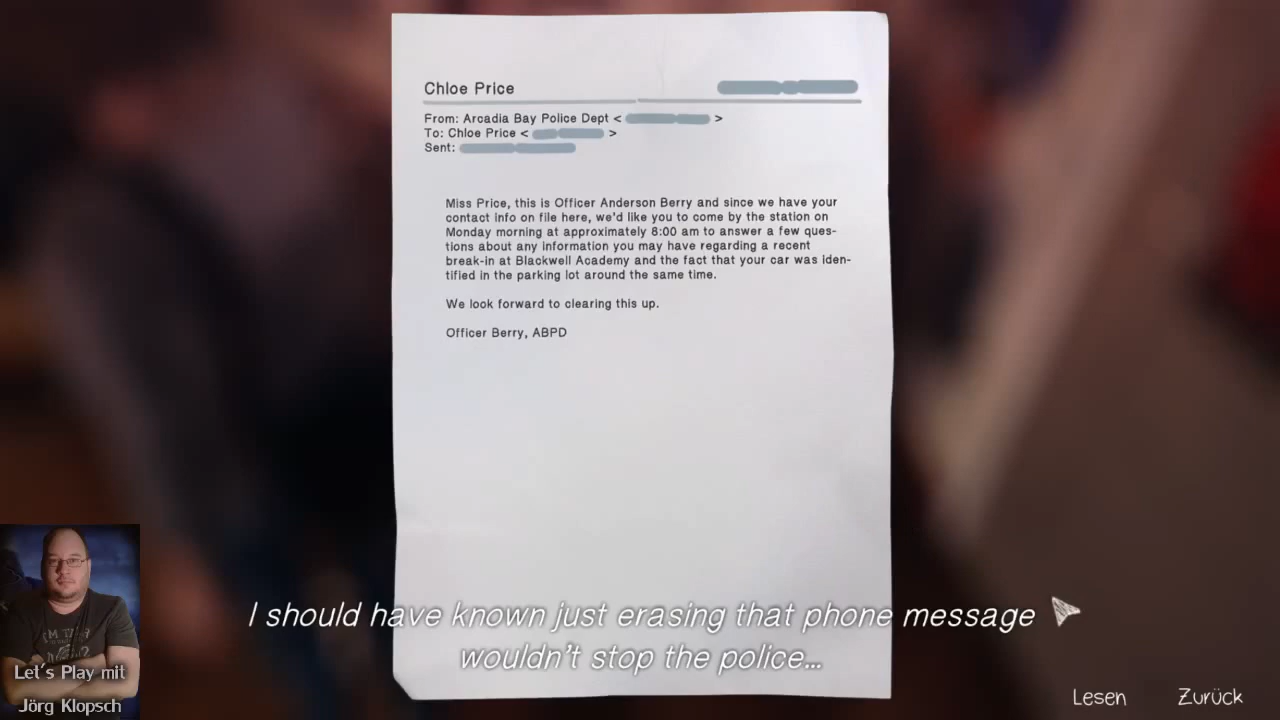 Chloe Price
From: Arcadia Bay Police Dept < >
To: Chloe Price < >
Sent:
Miss Price, this is Officer Anderson Berry and since we have your
contact info on file here, we'd like you to come by the station on
Monday morning at approximately 8:00 am to answer a few ques-
tions about any information you may have regarding a recent
break-in at Blackwell Academy and the fact that your car was iden-
tified in the parking lot around the same time.
We look forward to clearing this up.
Officer Berry, ABPD
I should have known just erasing that phone message
wouldn't stop the police...
Let´s Play mit
Jörg Klopsch
Lesen Zurück